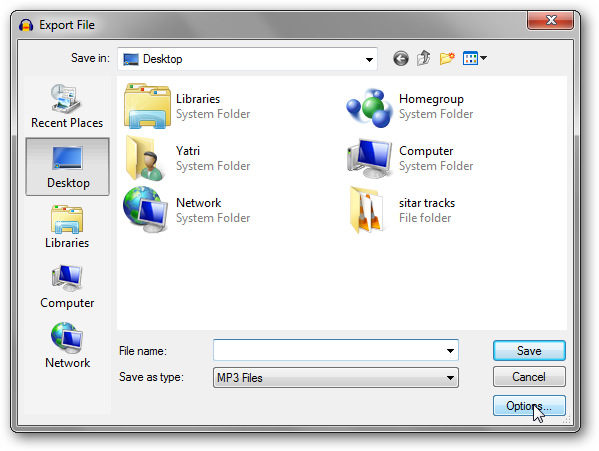 Export File
Save in:
Desktop
Recent Places
Desktop
Libraries
Computer
Network
Libraries
System Folder
Homegroup
System Folder
Yatri
System Folder
Computer
System Folder
Network
System Folder
sitar tracks
File folder
File name:
Save
Save as type:
MP3 Files
Cancel
Options...